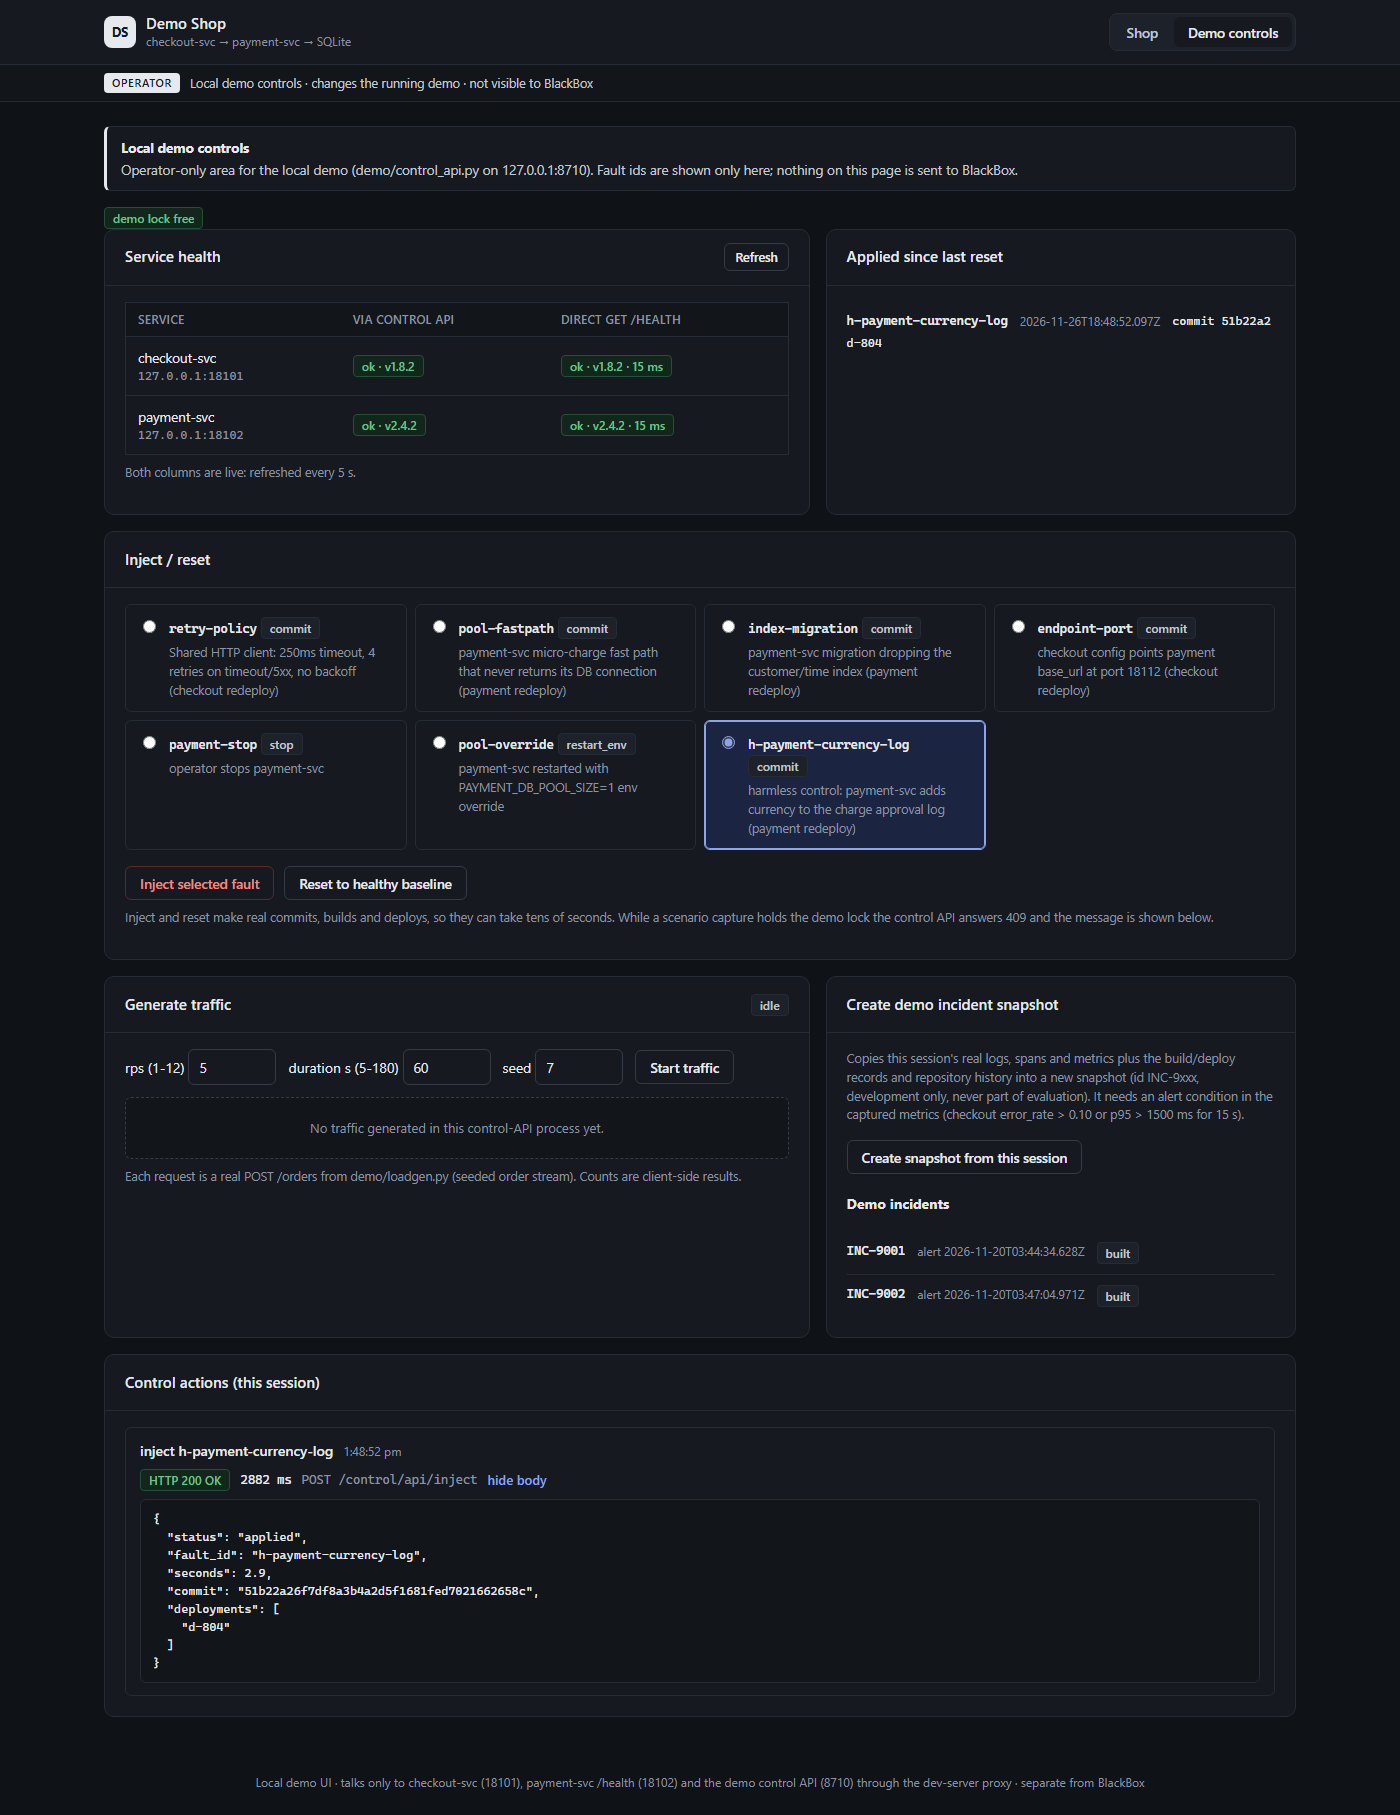 DS
Demo Shop
checkout-svc → payment-svc → SQLite
Shop
Demo controls
OPERATOR
Local demo controls · changes the running demo · not visible to BlackBox
Local demo controls
Operator-only area for the local demo (demo/control_api.py on 127.0.0.1:8710). Fault ids are shown only here; nothing on this page is sent to BlackBox.
demo lock free
Service health
Refresh
SERVICE
VIA CONTROL API
DIRECT GET /HEALTH
checkout-svc
127.0.0.1:18101
ok · v1.8.2
ok · v1.8.2 · 15 ms
payment-svc
127.0.0.1:18102
ok · v2.4.2
ok · v2.4.2 · 15 ms
Both columns are live: refreshed every 5 s.
Applied since last reset
h-payment-currency-log 2026-11-26T18:48:52.097Z commit 51b22a2
d-804
Inject / reset
retry-policy commit
Shared HTTP client: 250ms timeout, 4
retries on timeout/5xx, no backoff
(checkout redeploy)
pool-fastpath commit
payment-svc micro-charge fast path
that never returns its DB connection
(payment redeploy)
index-migration commit
payment-svc migration dropping the
customer/time index (payment
redeploy)
endpoint-port commit
checkout config points payment
base_url at port 18112 (checkout
redeploy)
payment-stop stop
operator stops payment-svc
pool-override restart_env
payment-svc restarted with
PAYMENT_DB_POOL_SIZE=1 env
override
h-payment-currency-log
commit
harmless control: payment-svc adds
currency to the charge approval log
(payment redeploy)
Inject selected fault
Reset to healthy baseline
Inject and reset make real commits, builds and deploys, so they can take tens of seconds. While a scenario capture holds the demo lock the control API answers 409 and the message is shown below.
Generate traffic
idle
rps (1-12) 5 duration s (5-180) 60 seed 7 Start traffic
No traffic generated in this control-API process yet.
Each request is a real POST /orders from demo/loadgen.py (seeded order stream). Counts are client-side results.
Create demo incident snapshot
Copies this session's real logs, spans and metrics plus the build/deploy
records and repository history into a new snapshot (id INC-9xxx,
development only, never part of evaluation). It needs an alert condition in the
captured metrics (checkout error_rate > 0.10 or p95 > 1500 ms for 15 s).
Create snapshot from this session
Demo incidents
INC-9001 alert 2026-11-20T03:44:34.628Z built
INC-9002 alert 2026-11-20T03:47:04.971Z built
Control actions (this session)
inject h-payment-currency-log 1:48:52 pm
HTTP 200 OK 2882 ms POST /control/api/inject hide body
{
"status": "applied",
"fault_id": "h-payment-currency-log",
"seconds": 2.9,
"commit": "51b22a26f7df8a3b4a2d5f1681fed7021662658c",
"deployments": [
"d-804"
]
}
Local demo UI · talks only to checkout-svc (18101), payment-svc /health (18102) and the demo control API (8710) through the dev-server proxy · separate from BlackBox